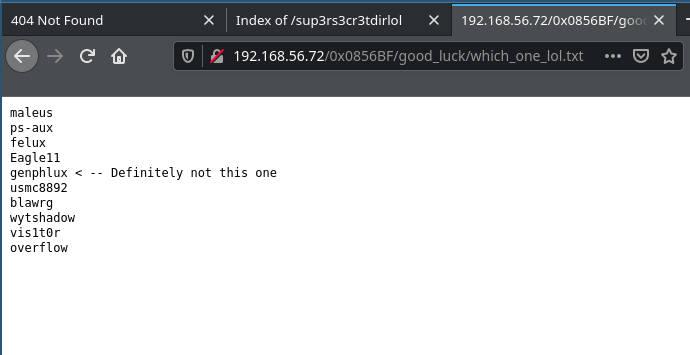 404 Not Found
Index of /sup3rs3cr3tdirlol
192.168.56.72/0x0856BF/good
192.168.56.72/0x0856BF/good_luck/which_one_lol.txt
maleus
ps-aux
felux
Eagle11
genphlux < -- Definitely not this one
usmc8892
blawrg
wytshadow
vis1t0r
overflow